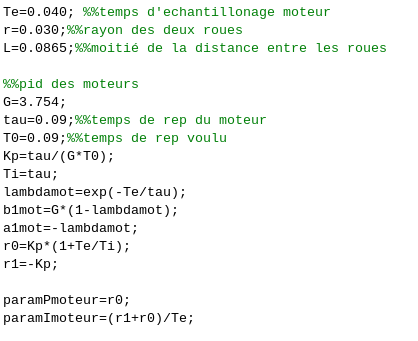 Te=0.040; %%temps d'echantillonage moteur
r=0.030;%%rayon des deux roues
L=0.0865;%%moitié de la distance entre les roues
%%pid des moteurs
G=3.754;
tau=0.09;%%temps de rep du moteur
T0=0.09;%%temps de rep voulu
Kp=tau/(G*T0);
Ti=tau;
lambdamot=exp(-Te/tau);
b1mot=G*(1-lambdamot);
a1mot=-lambdamot;
r0=Kp*(1+Te/Ti);
r1=-Kp;
paramPmoteur=r0;
paramImoteur=(r1+r0)/Te;